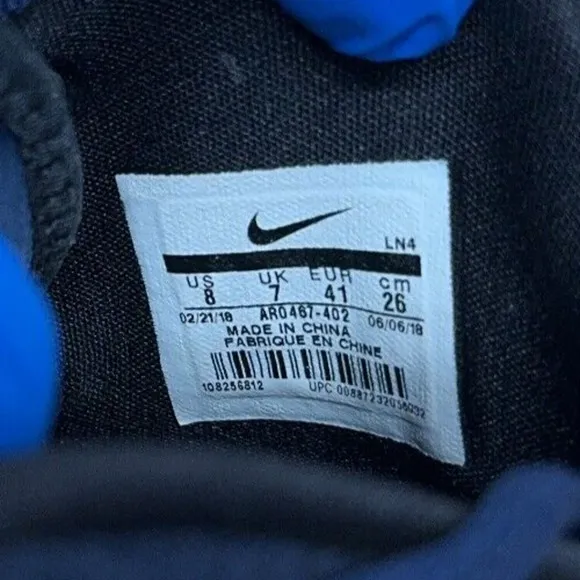 LN4
US UK EUR cm
8 7 41 26
02/21/18 AR0467-402 06/06/18
MADE IN CHINA
FABRIQUE EN CHINE
108256812 UPC